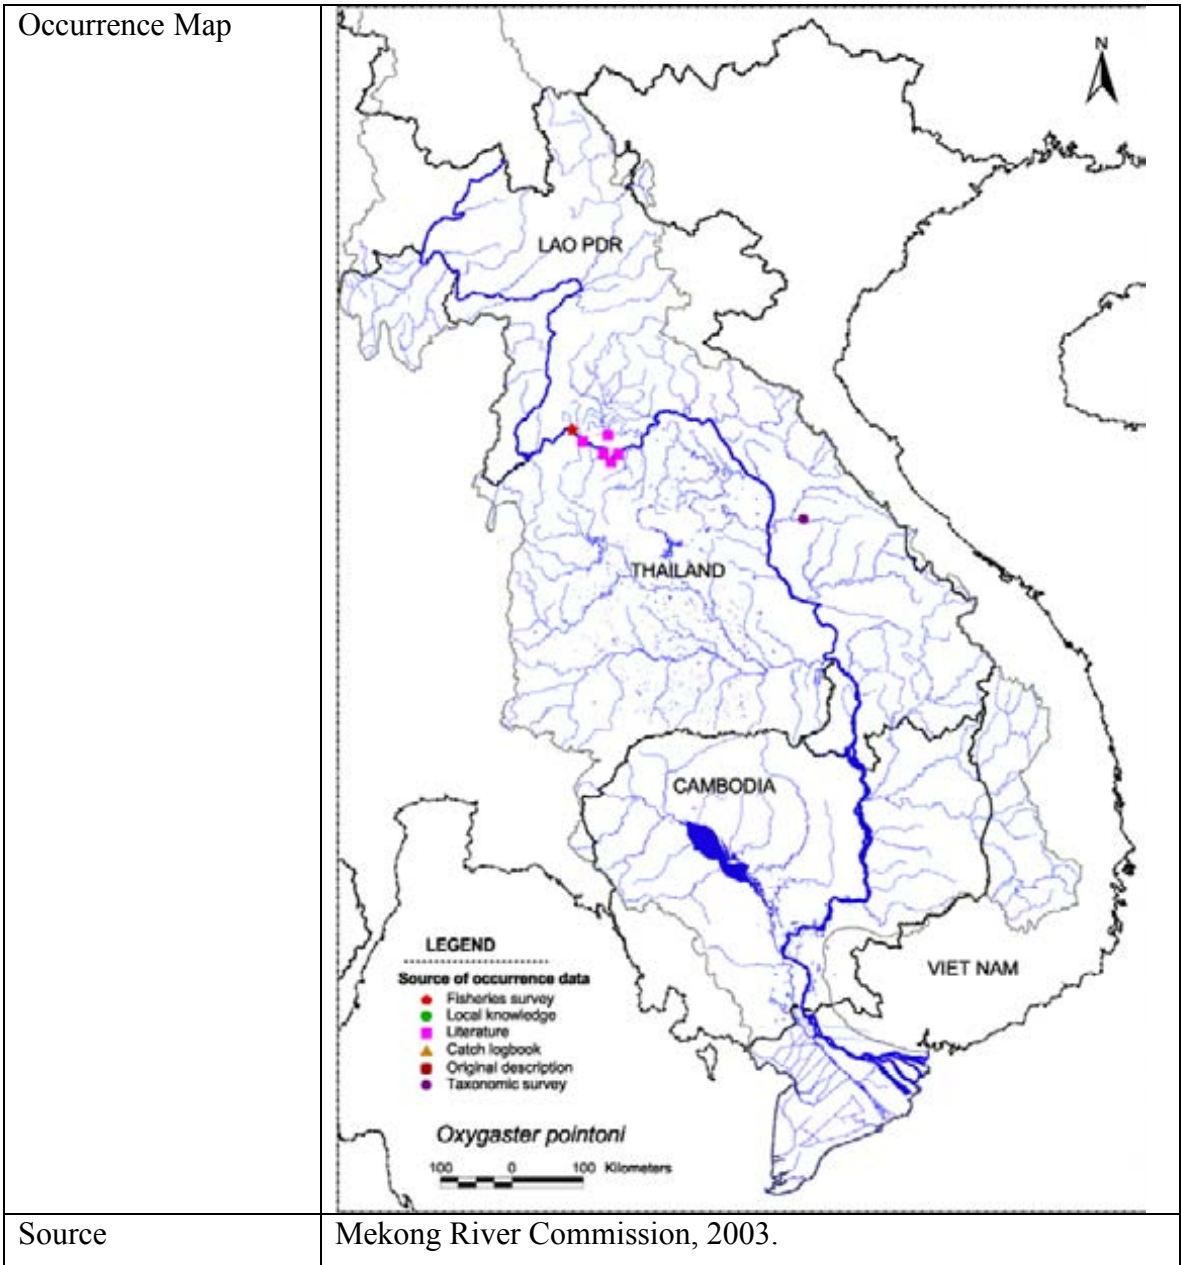 Occurrence Map
N
LAO PDR
THAILAND
CAMBODIA
VIET NAM
LEGEND
Source of occurrence data
Fisheries survey
Local knowledge
Literature
Catch logbook
Original description
Taxonomic survey
Oxygaster pointoni
100 0 100 Kilometers
Source
Mekong River Commission, 2003.